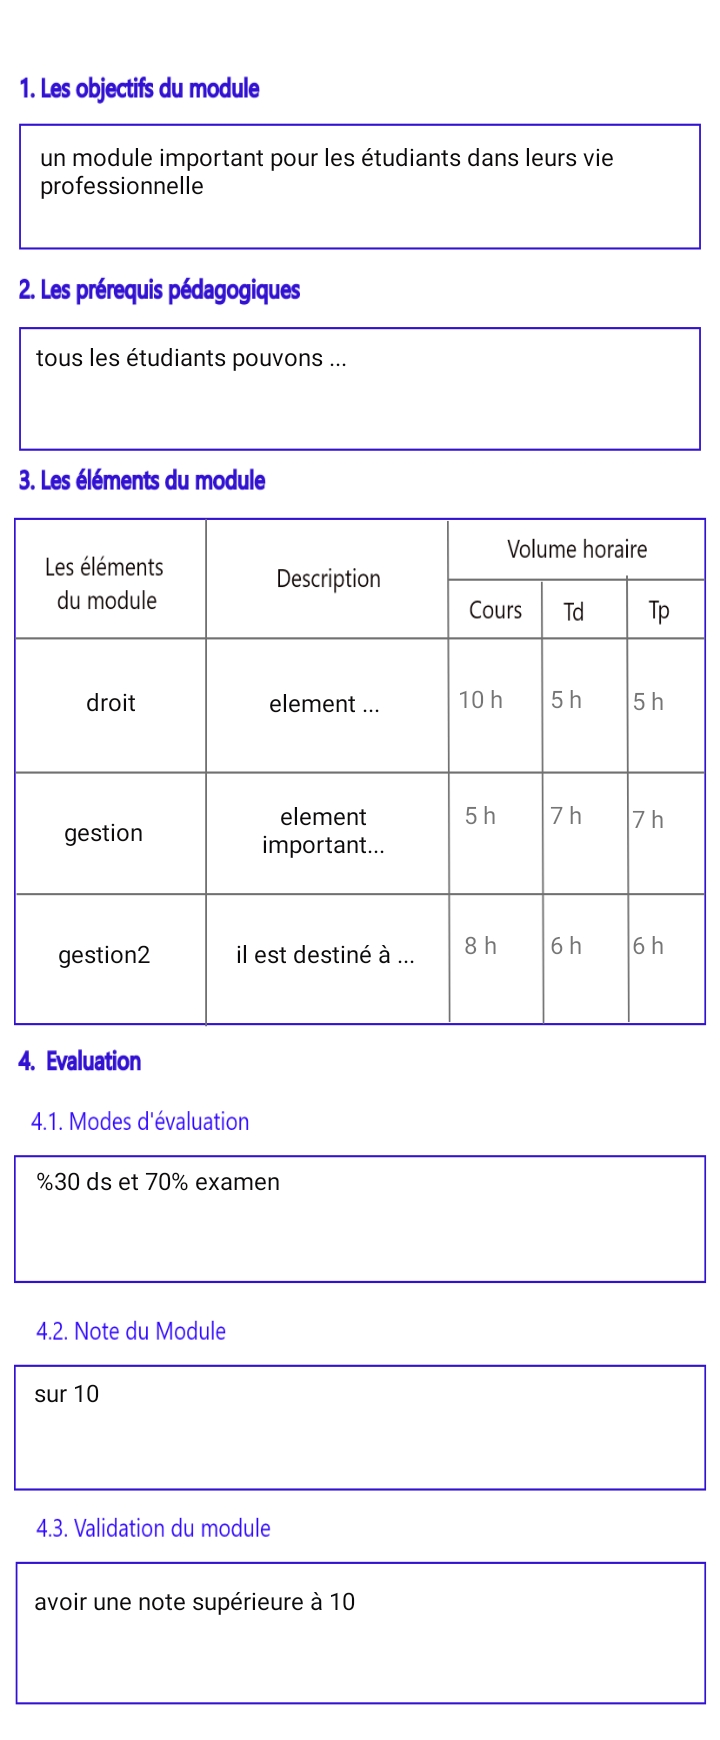 1. Les objectifs du module
un module important pour les étudiants dans leurs vie
professionnelle
2. Les prérequis pédagogiques
tous les étudiants pouvons ...
3. Les éléments du module
Les éléments
du module
Description
Volume horaire
Cours Td Tp
droit element ... 10 h 5 h 5 h
gestion element
important... 5 h 7 h 7 h
gestion2 il est destiné à ... 8 h 6 h 6 h
4. Evaluation
4.1. Modes d'évaluation
%30 ds et 70% examen
4.2. Note du Module
sur 10
4.3. Validation du module
avoir une note supérieure à 10